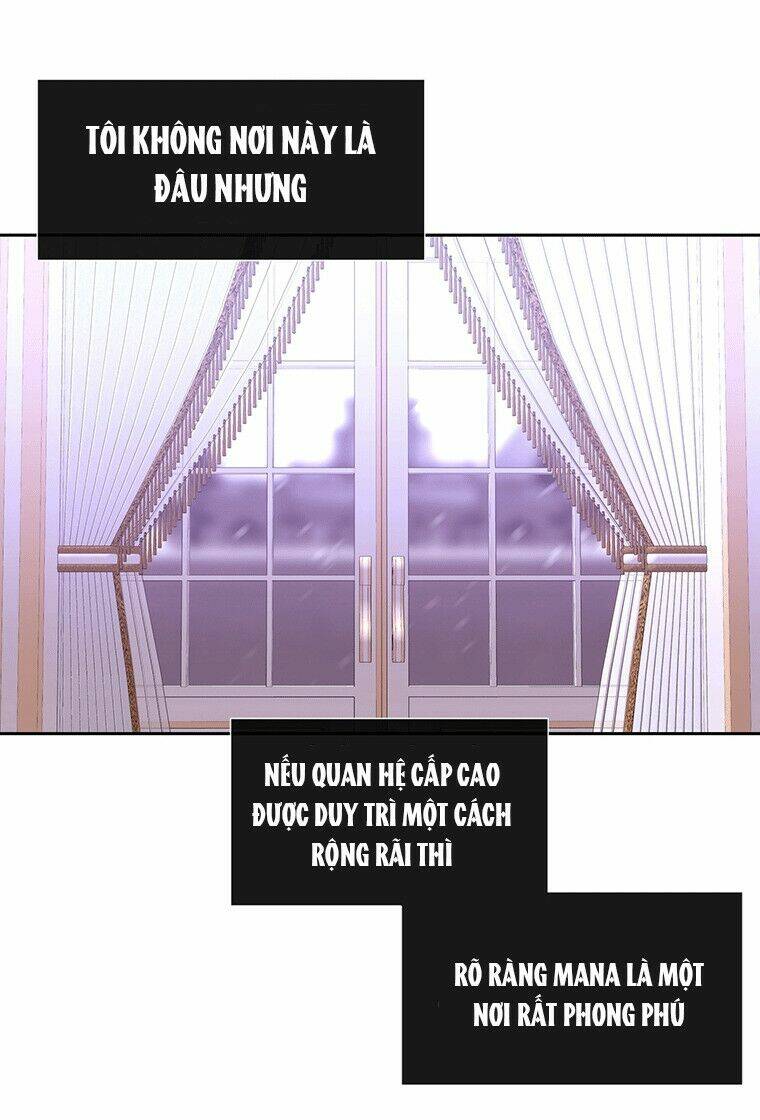 TÔI KHÔNG NƠI NÀY LÀ
ĐÂU NHƯNG
NẾU QUAN HỆ CẤP CAO
ĐƯỢC DUY TRÌ MỘT CÁCH
RỘNG RÃI THÌ
RÕ RÀNG MANA LÀ MỘT
NƠI RẤT PHONG PHÚ